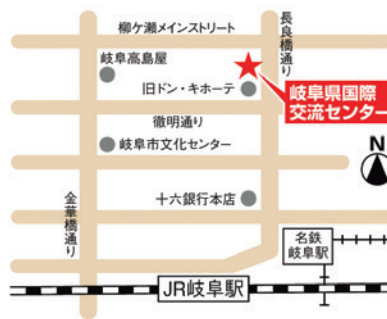 柳ケ瀬メインストリート
長良橋通り
岐阜高島屋
旧ドン・キホーテ
岐阜県国際
交流センター
徹明通り
岐阜市文化センター
N
金華橋通り
十六銀行本店
名鉄
岐阜駅
JR岐阜駅